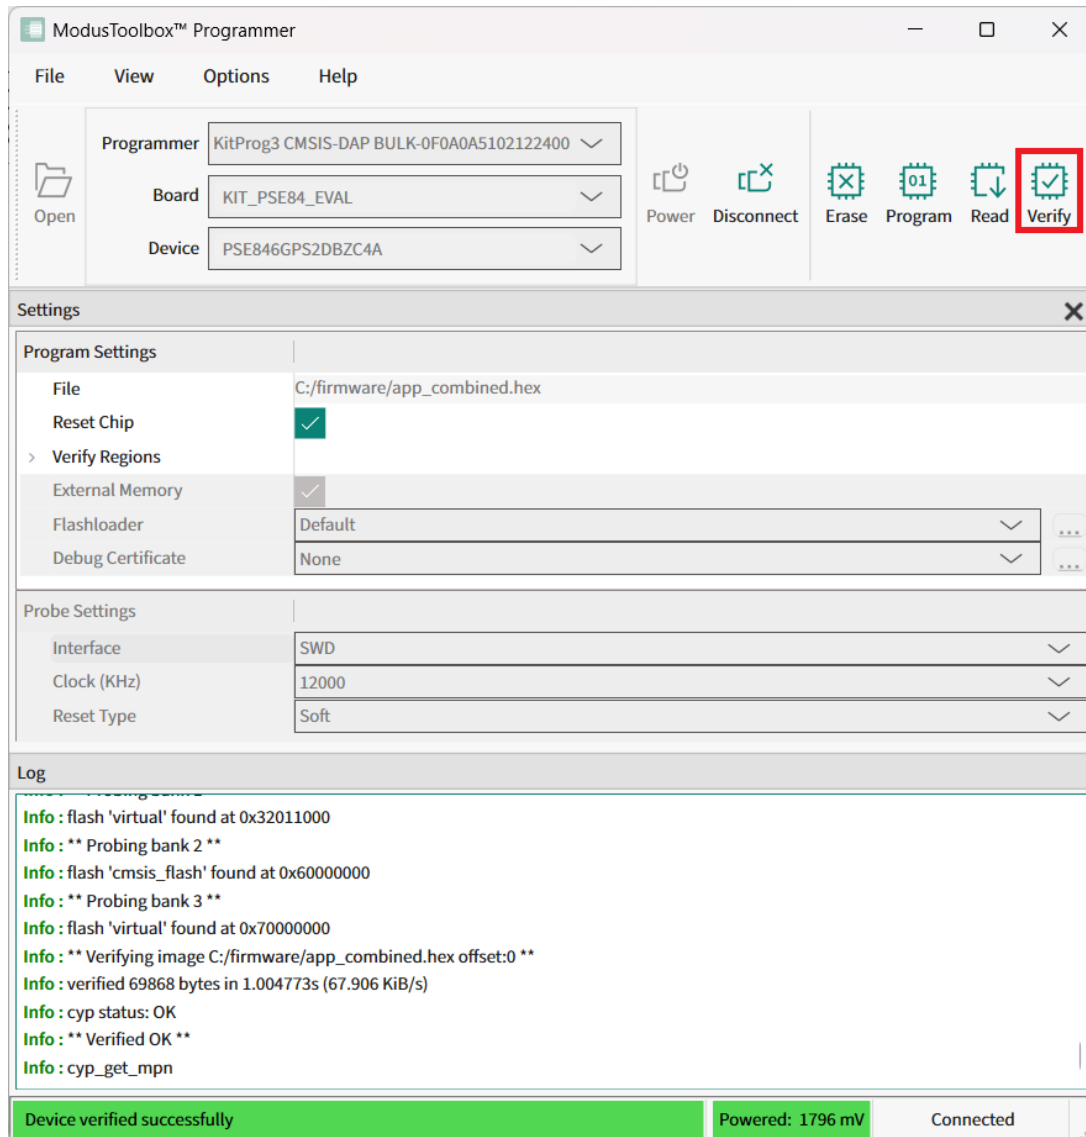 ModusToolbox™ Programmer
File View Options Help
Programmer KitProg3 CMSIS-DAP BULK-0F0A0A5102122400
Board KIT_PSE84_EVAL
Device PSE846GPS2DBZC4A
Open
Power Disconnect Erase 01 Program Read Verify
Settings
Program Settings
File C:/firmware/app_combined.hex
Reset Chip
Verify Regions
External Memory
Flashloader Default ...
Debug Certificate None ...
Probe Settings
Interface SWD
Clock (KHz) 12000
Reset Type Soft
Log
Info : flash 'virtual' found at 0x32011000
Info : ** Probing bank 2 **
Info : flash 'cmsis_flash' found at 0x60000000
Info : ** Probing bank 3 **
Info : flash 'virtual' found at 0x70000000
Info : ** Verifying image C:/firmware/app_combined.hex offset:0 **
Info : verified 69868 bytes in 1.004773s (67.906 KiB/s)
Info : cyp status: OK
Info : ** Verified OK **
Info : cyp_get_mpn
Device verified successfully Powered: 1796 mV Connected